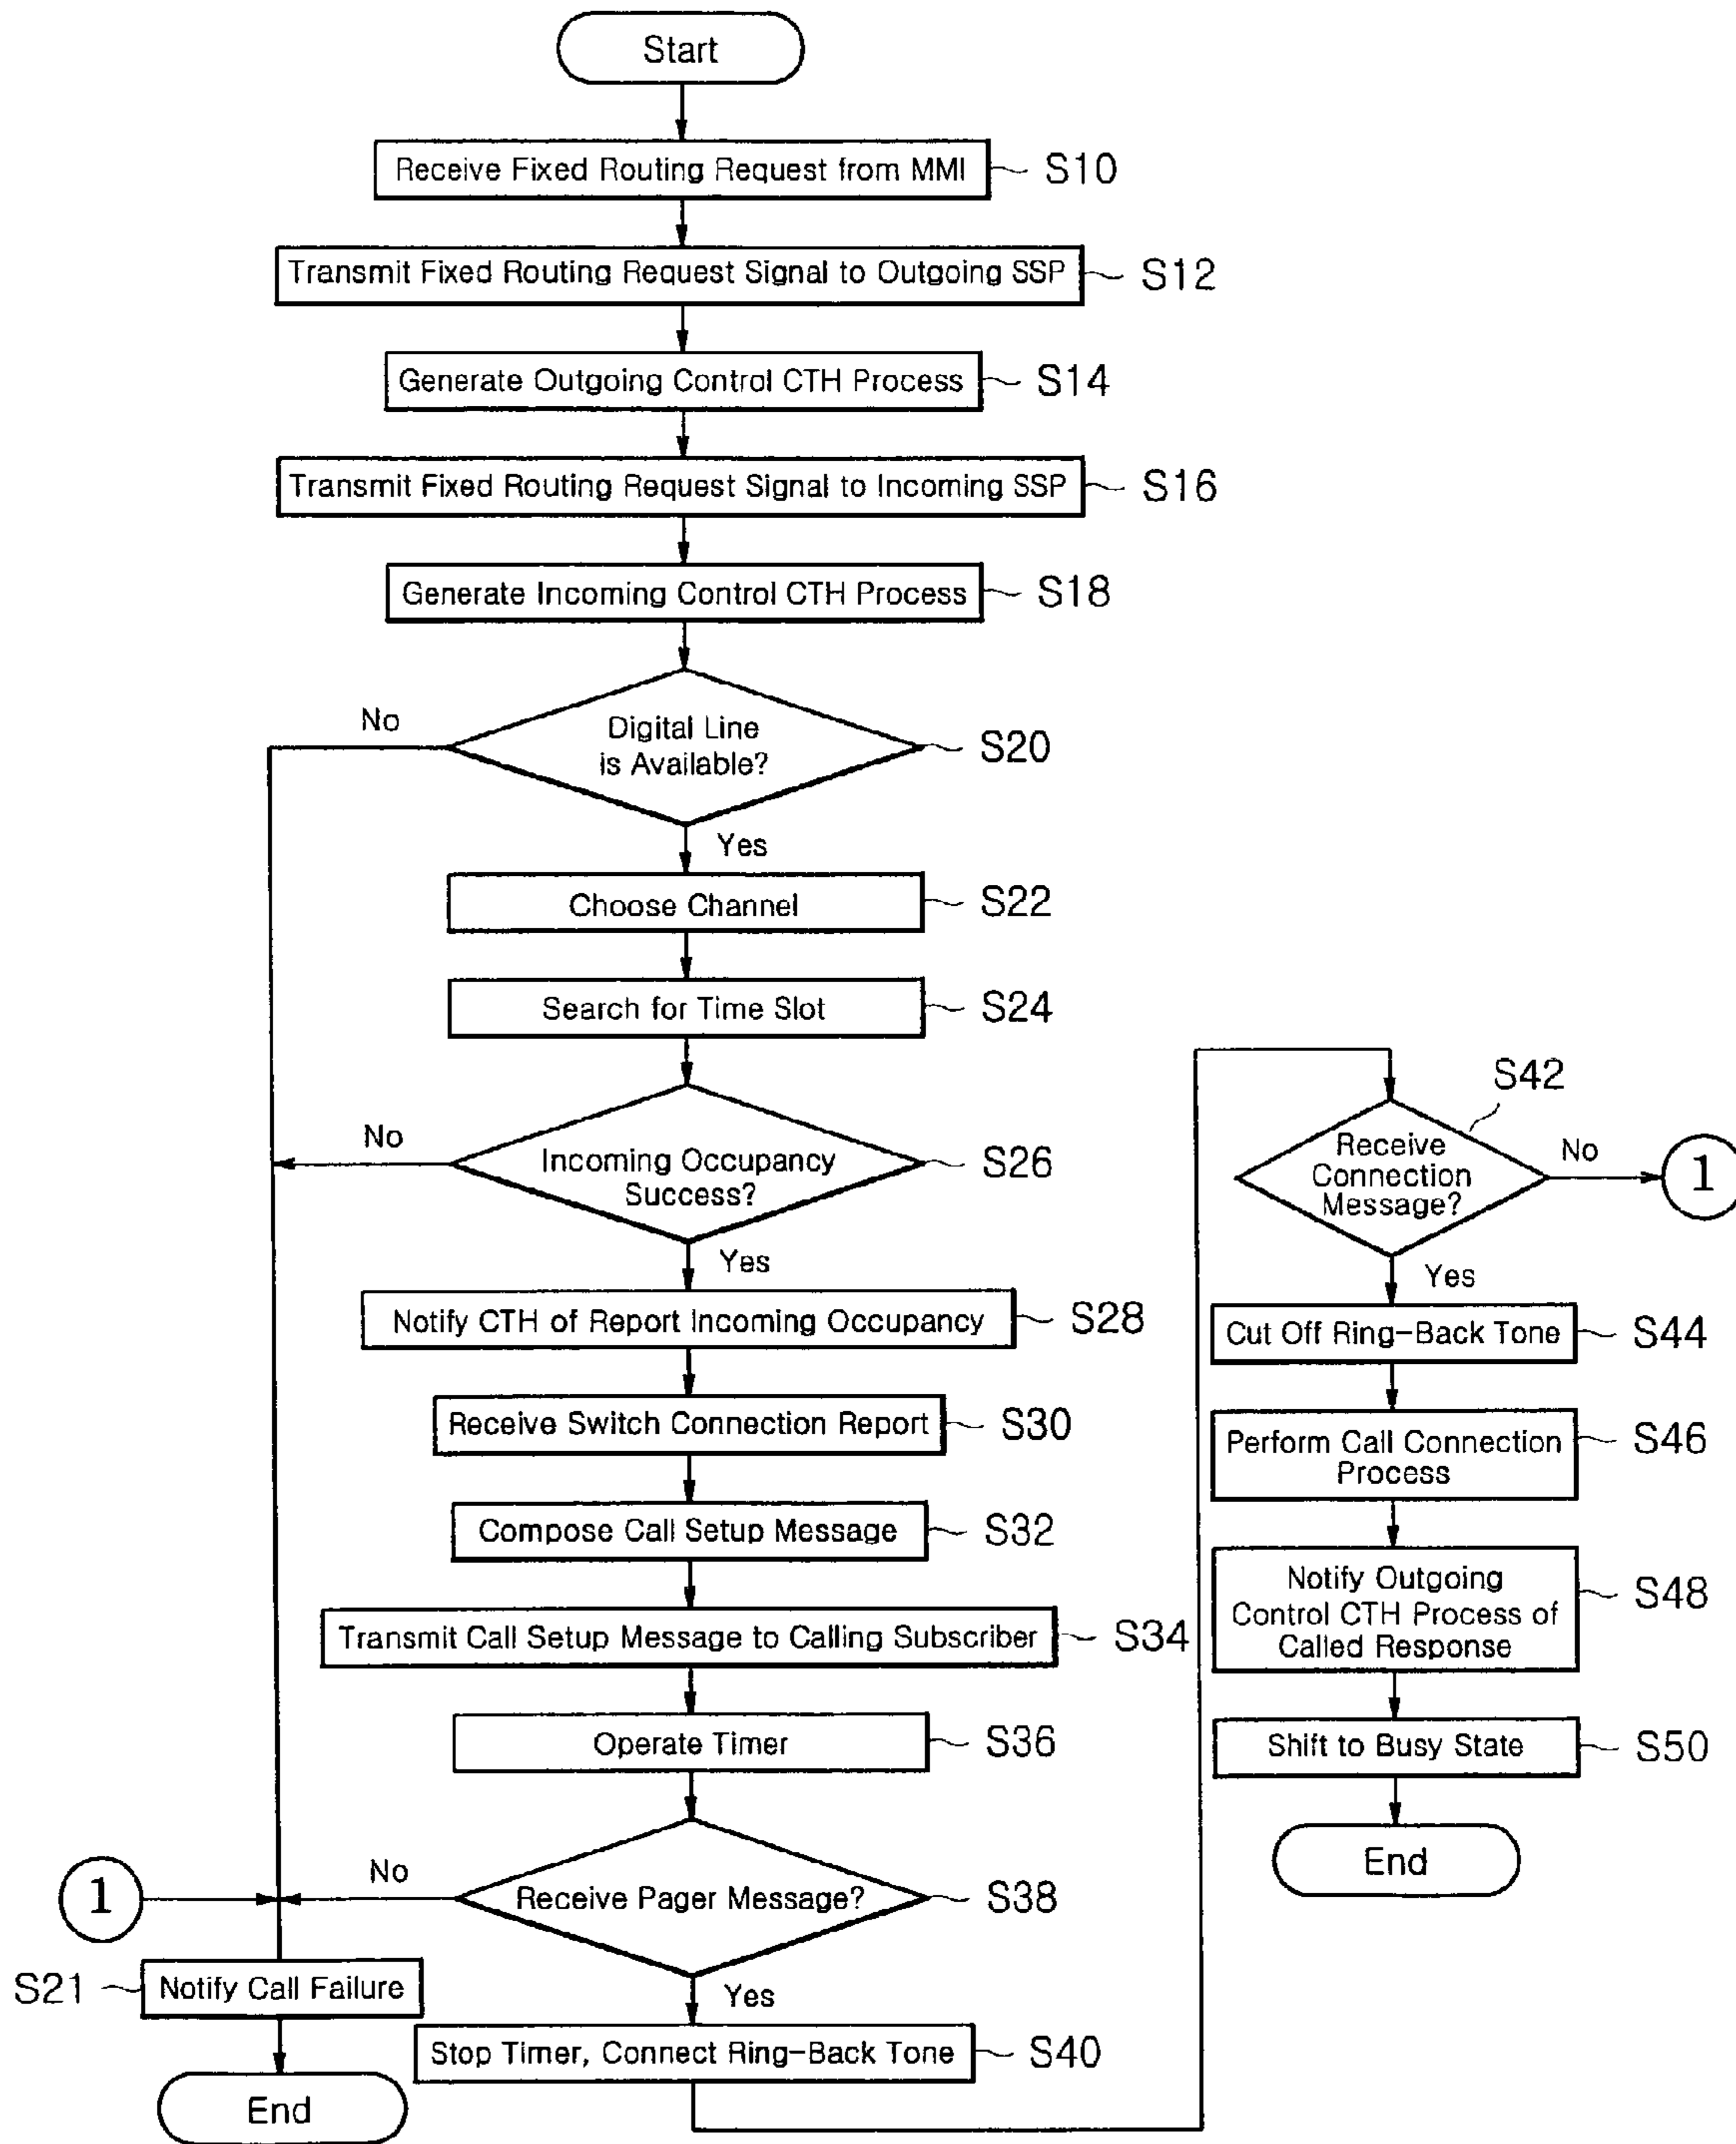 Start
Receive Fixed Routing Request from MMI
S10
Transmit Fixed Routing Request Signal to Outgoing SSP
S12
Generate Outgoing Control CTH Process
S14
Transmit Fixed Routing Request Signal to Incoming SSP
S16
Generate Incoming Control CTH Process
S18
No
Digital Line
is Available?
S20
Yes
Choose Channel
S22
Search for Time Slot
S24
No
Incoming Occupancy
Success?
S26
Yes
Notify CTH of Report Incoming Occupancy
S28
Receive Switch Connection Report
S30
Compose Call Setup Message
S32
Transmit Call Setup Message to Calling Subscriber
S34
Operate Timer
S36
1
No
Receive Pager Message?
S38
S21
Notify Call Failure
End
Yes
Stop Timer, Connect Ring-Back Tone
S40
S42
Receive
Connection
Message?
No
1
Yes
Cut Off Ring-Back Tone
S44
Perform Call Connection
Process
S46
Notify Outgoing
Control CTH Process of
Called Response
S48
Shift to Busy State
S50
End